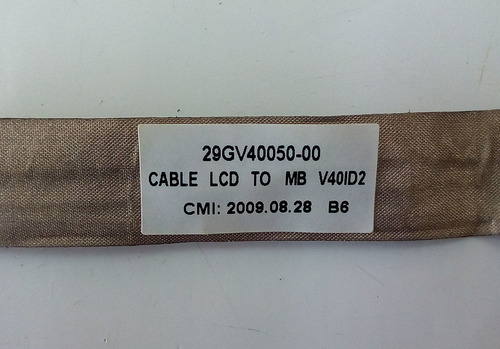 29GV40050-00
CABLE LCD TO MB V40ID2
CMI: 2009.08.28 B6